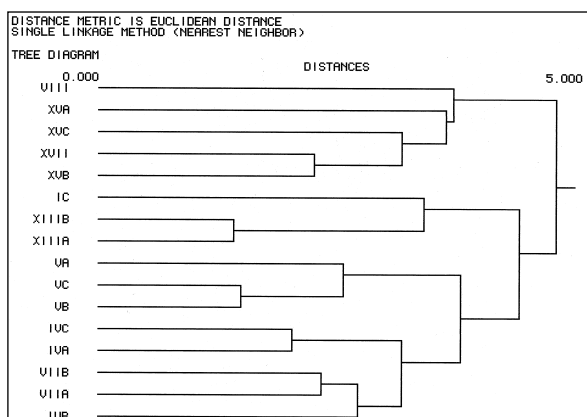 DISTANCE METRIC IS EUCLIDEAN DISTANCE
SINGLE LINKAGE METHOD (NEAREST NEIGHBOR)
TREE DIAGRAM
DISTANCES
0.000 5.000
VIII
XVA
XVC
XVII
XVB
IC
XIIIB
XIIIA
VA
VC
VB
IVC
IVA
VIIB
VIIA
IVB